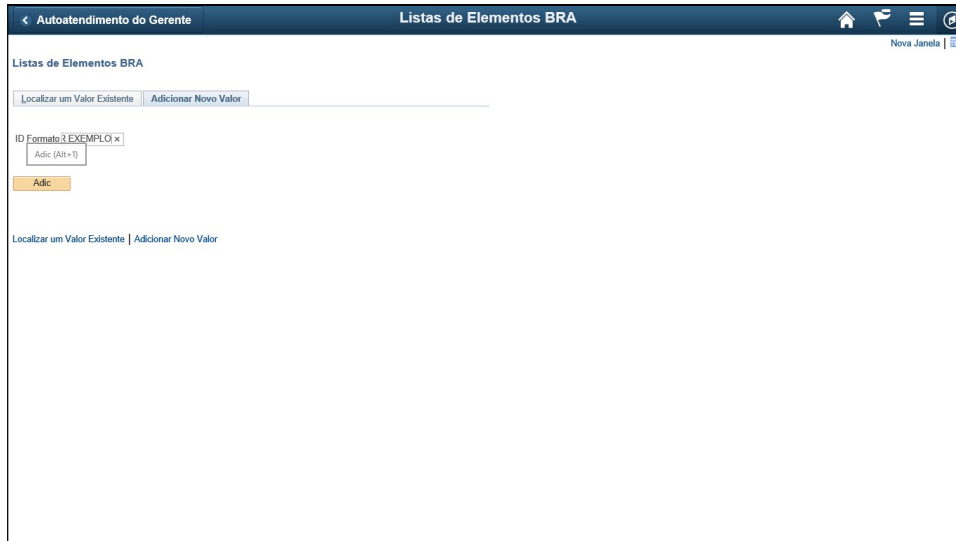 Autoatendimento do Gerente
Listas de Elementos BRA
Nova Janela |
Listas de Elementos BRA
Localizar um Valor Existente
Adicionar Novo Valor
ID Formato EXEMPLO ×
Adic (Alt+1)
Adic
Localizar um Valor Existente | Adicionar Novo Valor